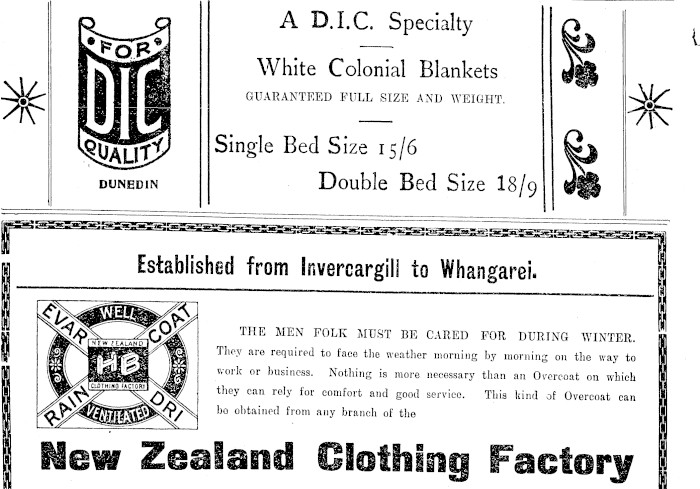 FOR
DIC
QUALITY
DUNEDIN
A D.I.C. Specialty
White Colonial Blankets
GUARANTEED FULL SIZE AND WEIGHT.
Single Bed Size 15/6
Double Bed Size 18/9
Established from Invercargill to Whangarei.
WELL
EVAR COAT
NEW ZEALAND
HB
CLOTHING FACTORY
RAIN DRI
VENTILATED
THE MEN FOLK MUST BE CARED FOR DURING WINTER.
They are required to face the weather morning by morning on the way to
work or business. Nothing is more necessary than an Overcoat on which
they can rely for comfort and good service. This kind of Overcoat can
be obtained from any branch of the
New Zealand Clothing Factory